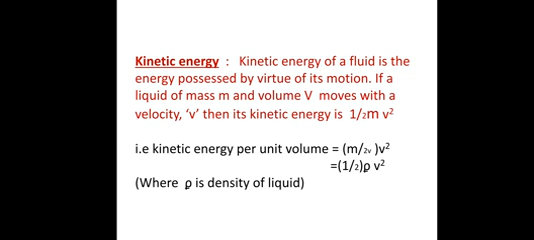 Kinetic energy : Kinetic energy of a fluid is the
energy possessed by virtue of its motion. If a
liquid of mass m and volume V moves with a
velocity, ‘v’ then its kinetic energy is 1/₂m v²
i.e kinetic energy per unit volume = (m/₂ᵥ )v²
=(1/₂)ρ v²
(Where ρ is density of liquid)